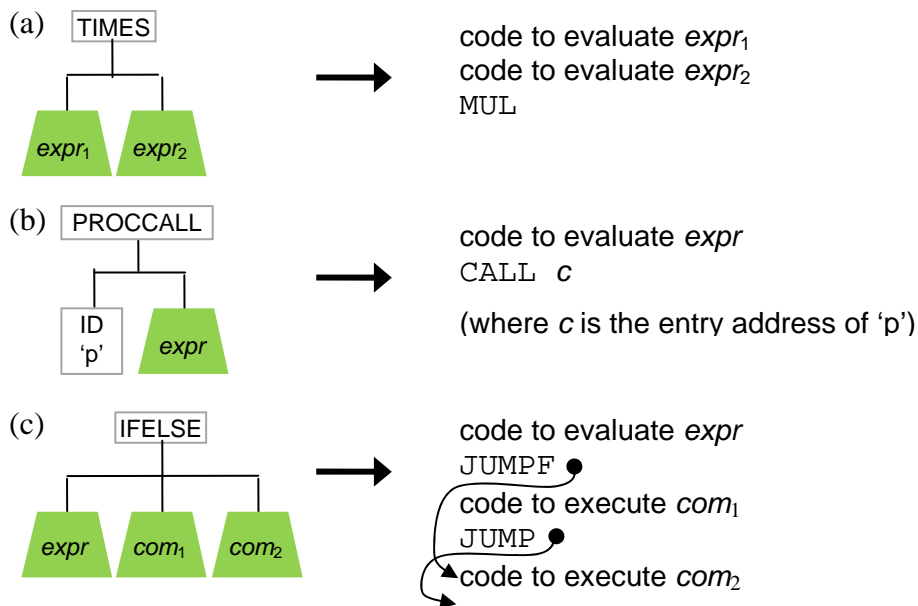 (a)
TIMES
expr1
expr2
code to evaluate expr1
code to evaluate expr2
MUL
(b)
PROCCALL
ID
'p'
expr
code to evaluate expr
CALL c
(where c is the entry address of 'p')
(c)
IFELSE
expr
com1
com2
code to evaluate expr
JUMPF
code to execute com1
JUMP
code to execute com2